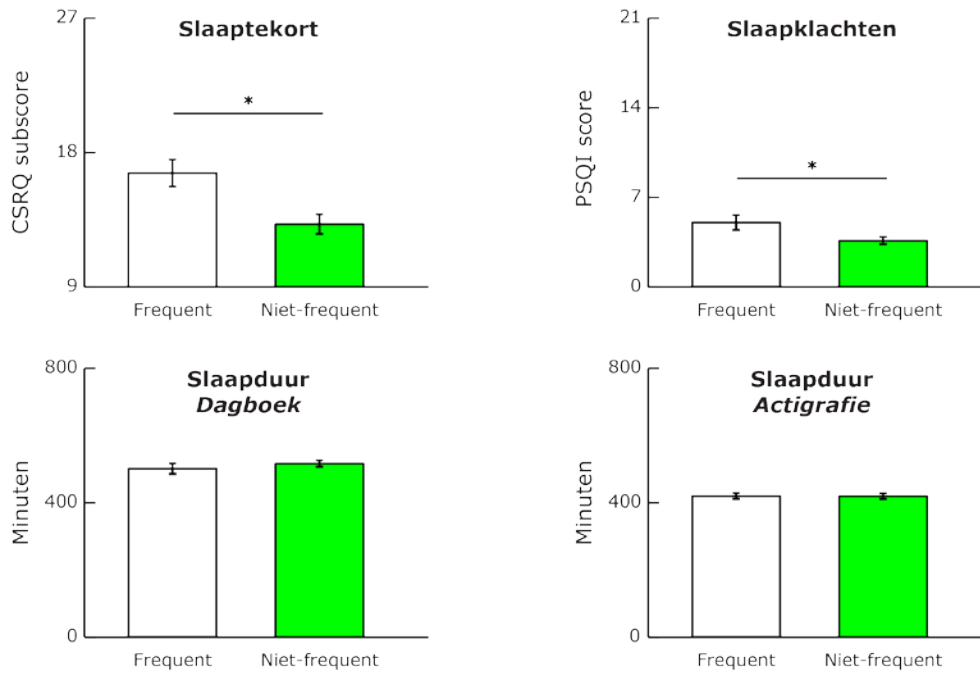 Slaaptekort
27
18
9
CSRQ subscore
*
Frequent Niet-frequent
Slaapklachten
21
14
7
0
PSQI score
*
Frequent Niet-frequent
Slaapduur
Dagboek
800
400
0
Minuten
Frequent Niet-frequent
Slaapduur
Actigrafie
800
400
0
Minuten
Frequent Niet-frequent